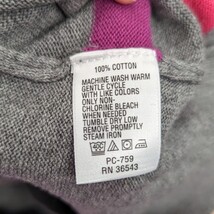 100% COTTON
MACHINE WASH WARM
GENTLE CYCLE
WITH LIKE COLORS
ONLY NON-
CHLORINE BLEACH
WHEN NEEDED
TUMBLE DRY LOW
REMOVE PROMPTLY
STEAM IRON
40C
PC-759
RN 36543